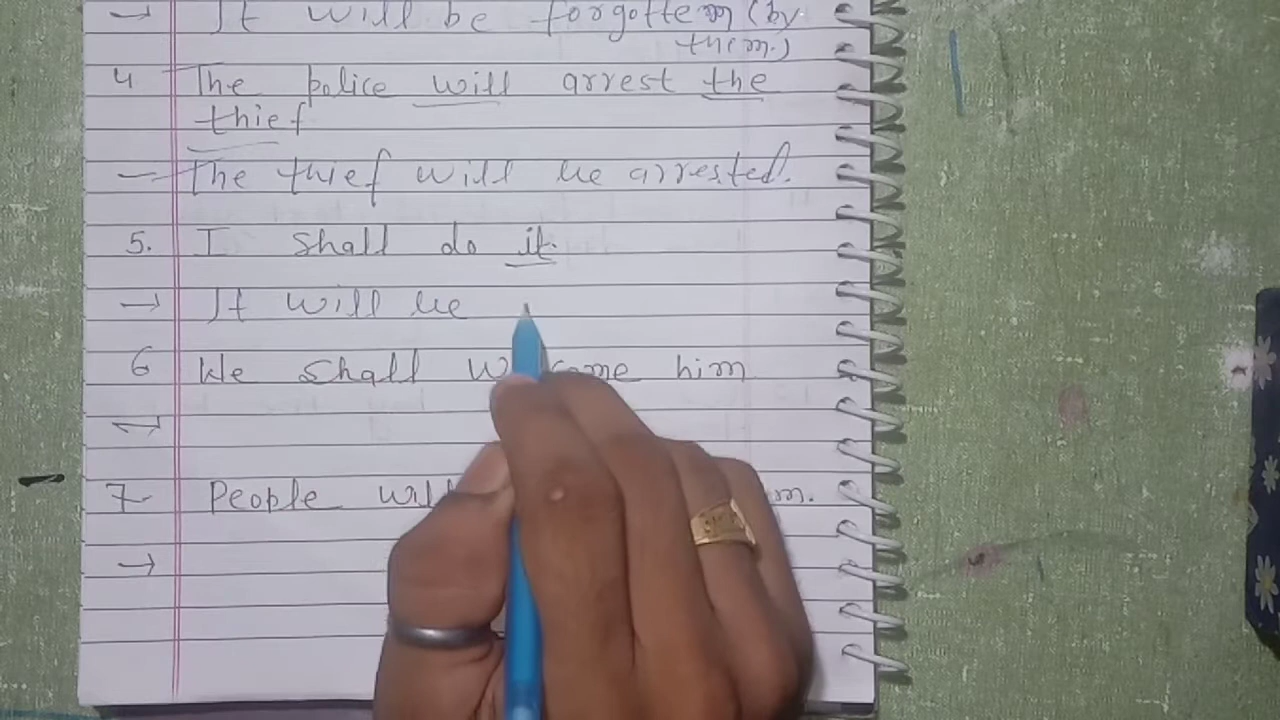 → It will be forgotten (by
them.)
4 The police will arrest the
thief
— The thief will be arrested.
5. I shall do it.
→ It will be
6 We shall welcome him
→
7 People will m.
→